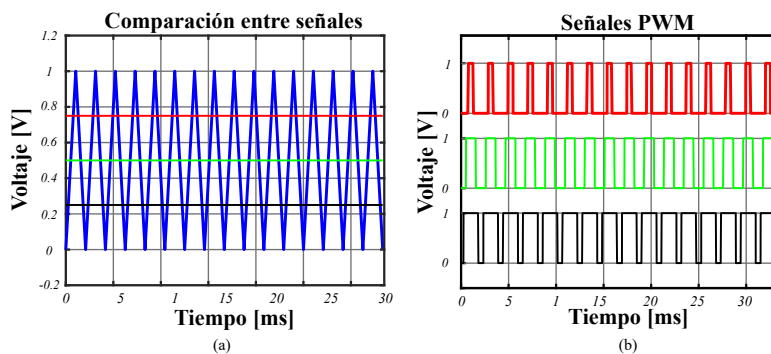 Comparación entre señales
Voltaje [V]
1.2
1
0.8
0.6
0.4
0.2
0
-0.2
0 5 1 15 15 20 30
Tiempo [ms]
(a)
Señales PWM
Voltaje [V]
1
0
1
0
1
0
0 5 1 15 20 25 30
Tiempo [ms]
(b)